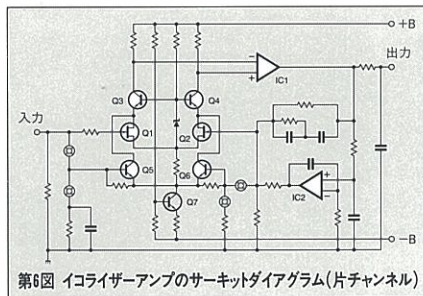 +B
Q3
Q4
−
+
IC1
出力
入力
Q1
Q2
Q5
Q6
IC2
+
−
Q7
−B
第6図 イコライザーアンプのサーキットダイアグラム(片チャンネル)